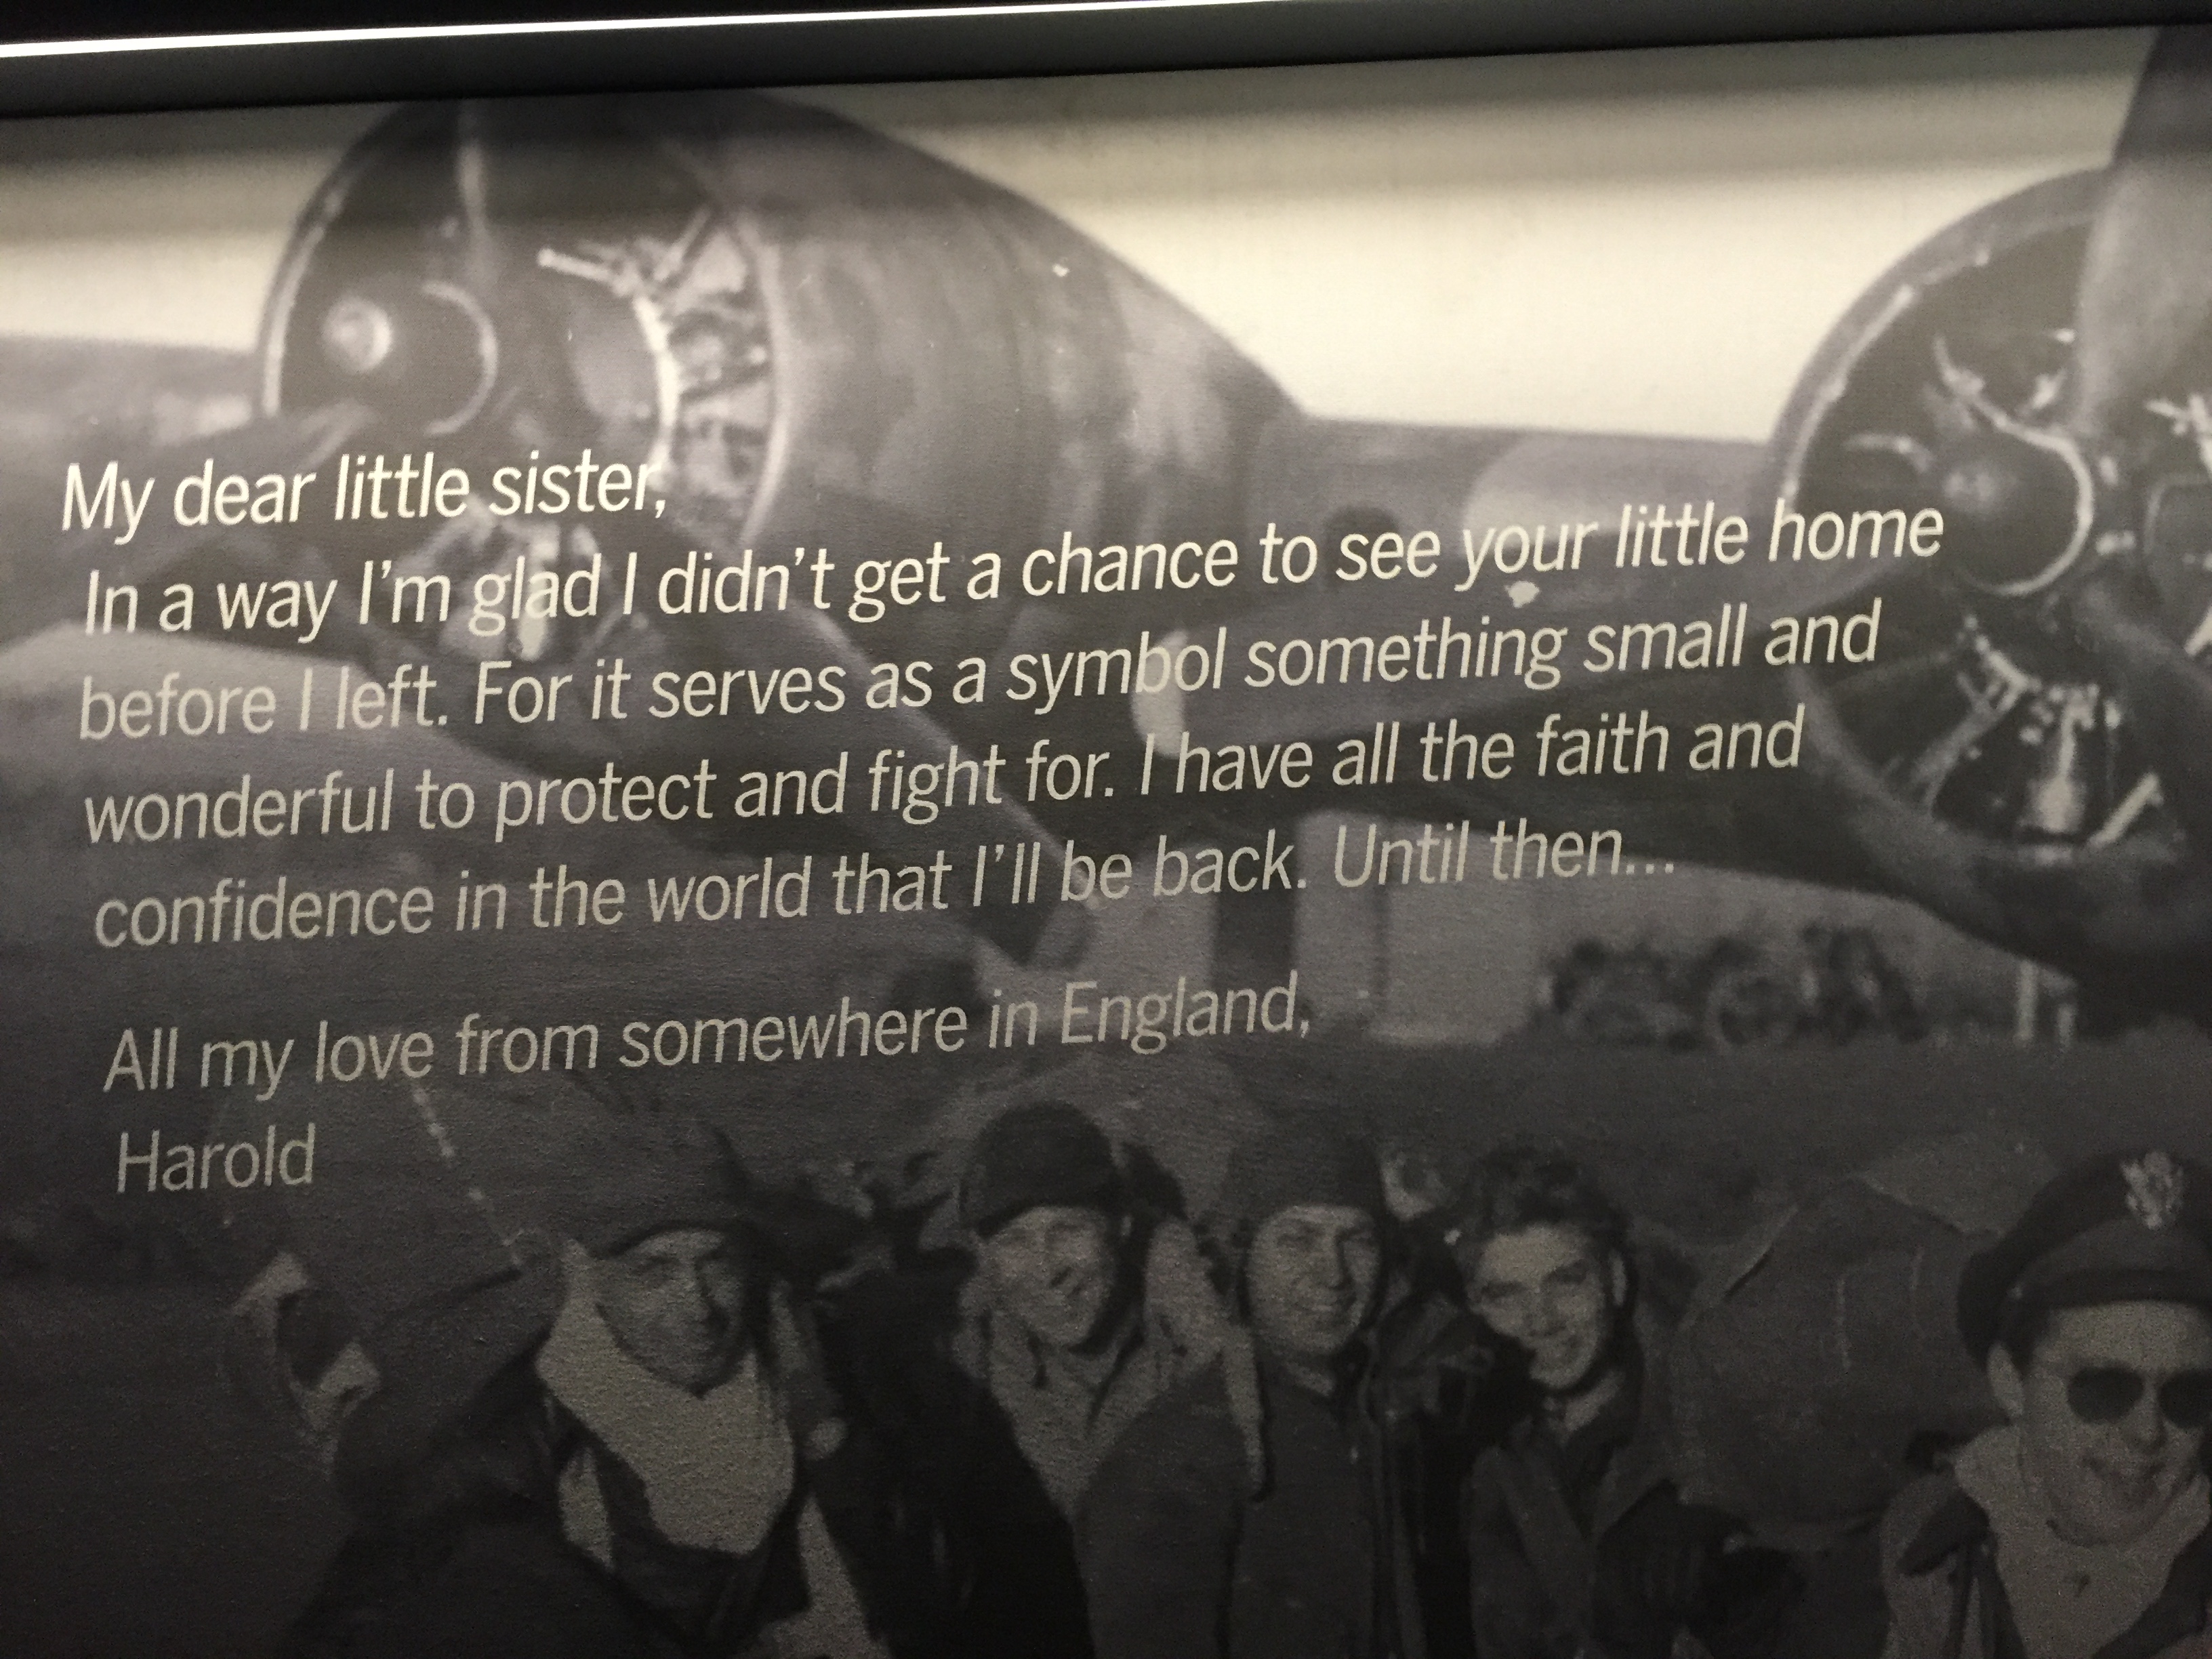 My dear little sister,
In a way I'm glad I didn't get a chance to see your little home
before I left. For it serves as a symbol something small and
wonderful to protect and fight for. I have all the faith and
confidence in the world that I'll be back. Until then...
All my love from somewhere in England,
Harold